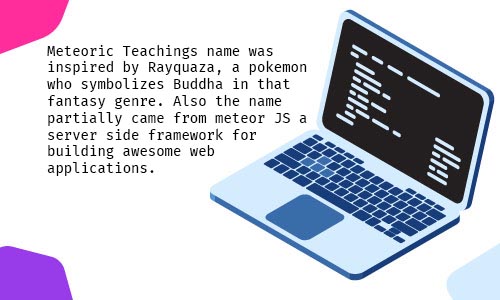 Meteoric Teachings name was
inspired by Rayquaza, a pokemon
who symbolizes Buddha in that
fantasy genre. Also the name
partially came from meteor JS a
server side framework for
building awesome web
applications.